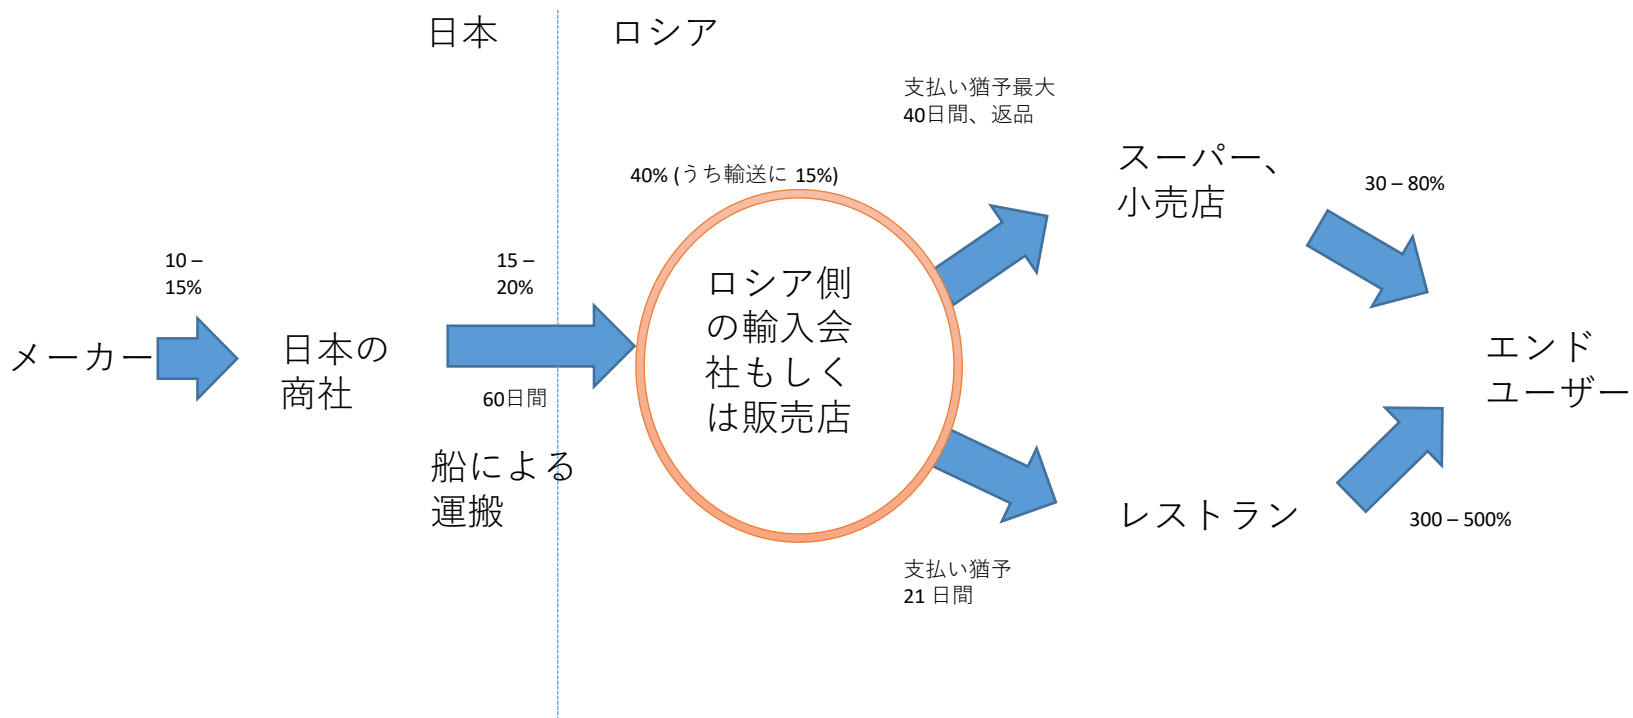 日本
ロシア
支払い猶予最大
40日間、返品
40% (うち輸送に 15%)
スーパー、
小売店
30 – 80%
10 –
15%
15 –
20%
メーカー
日本の
商社
60日間
船による
運搬
ロシア側
の輸入会
社もしく
は販売店
エンド
ユーザー
レストラン
300 – 500%
支払い猶予
21 日間